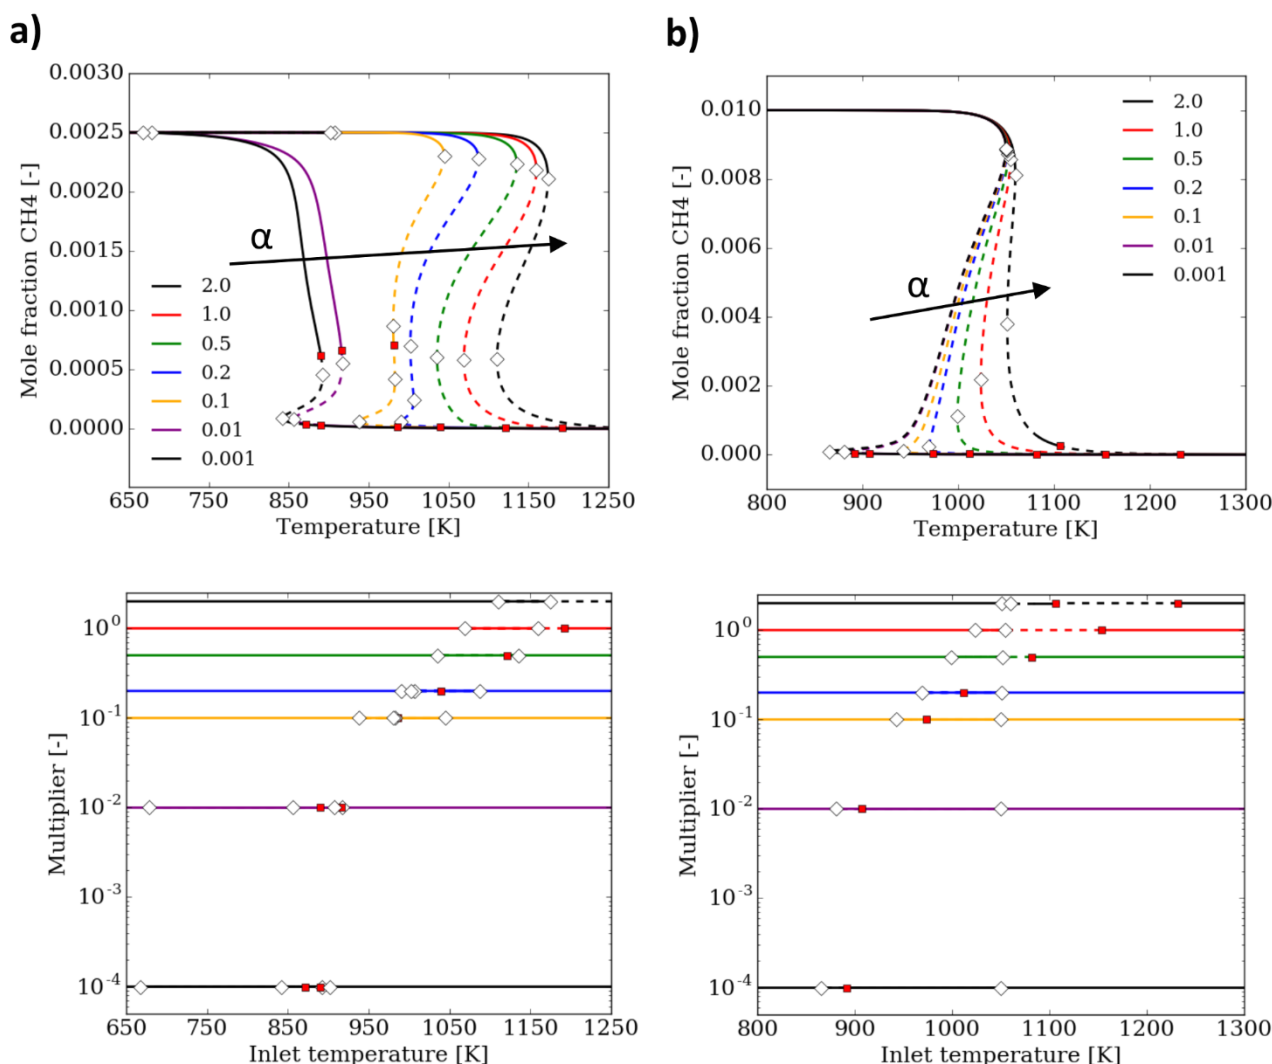 a)
0.0030
0.0025
0.0020
0.0015
0.0010
0.0005
0.0000
Mole fraction CH4 [-]
α
2.0
1.0
0.5
0.2
0.1
0.01
0.001
650 750 850 950 1050 1150 1250
Temperature [K]
b)
0.010
0.008
0.006
0.004
0.002
0.000
Mole fraction CH4 [-]
2.0
1.0
0.5
0.2
0.1
0.01
0.001
α
800 900 1000 1100 1200 1300
Temperature [K]
10⁰
10⁻¹
10⁻²
10⁻³
10⁻⁴
Multiplier [-]
650 750 850 950 1050 1150 1250
Inlet temperature [K]
10⁰
10⁻¹
10⁻²
10⁻³
10⁻⁴
Multiplier [-]
800 900 1000 1100 1200 1300
Inlet temperature [K]